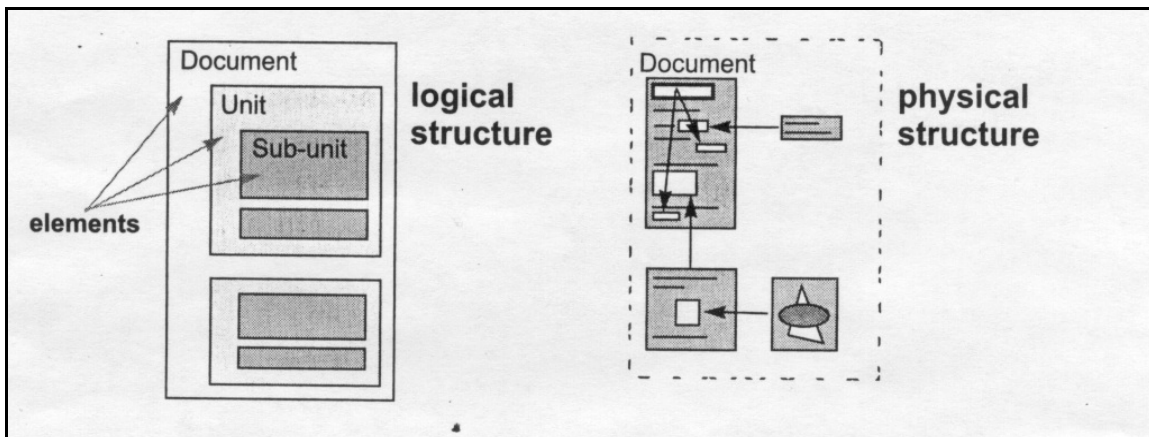 Document
Unit
Sub-unit
elements
logical
structure
Document
physical
structure